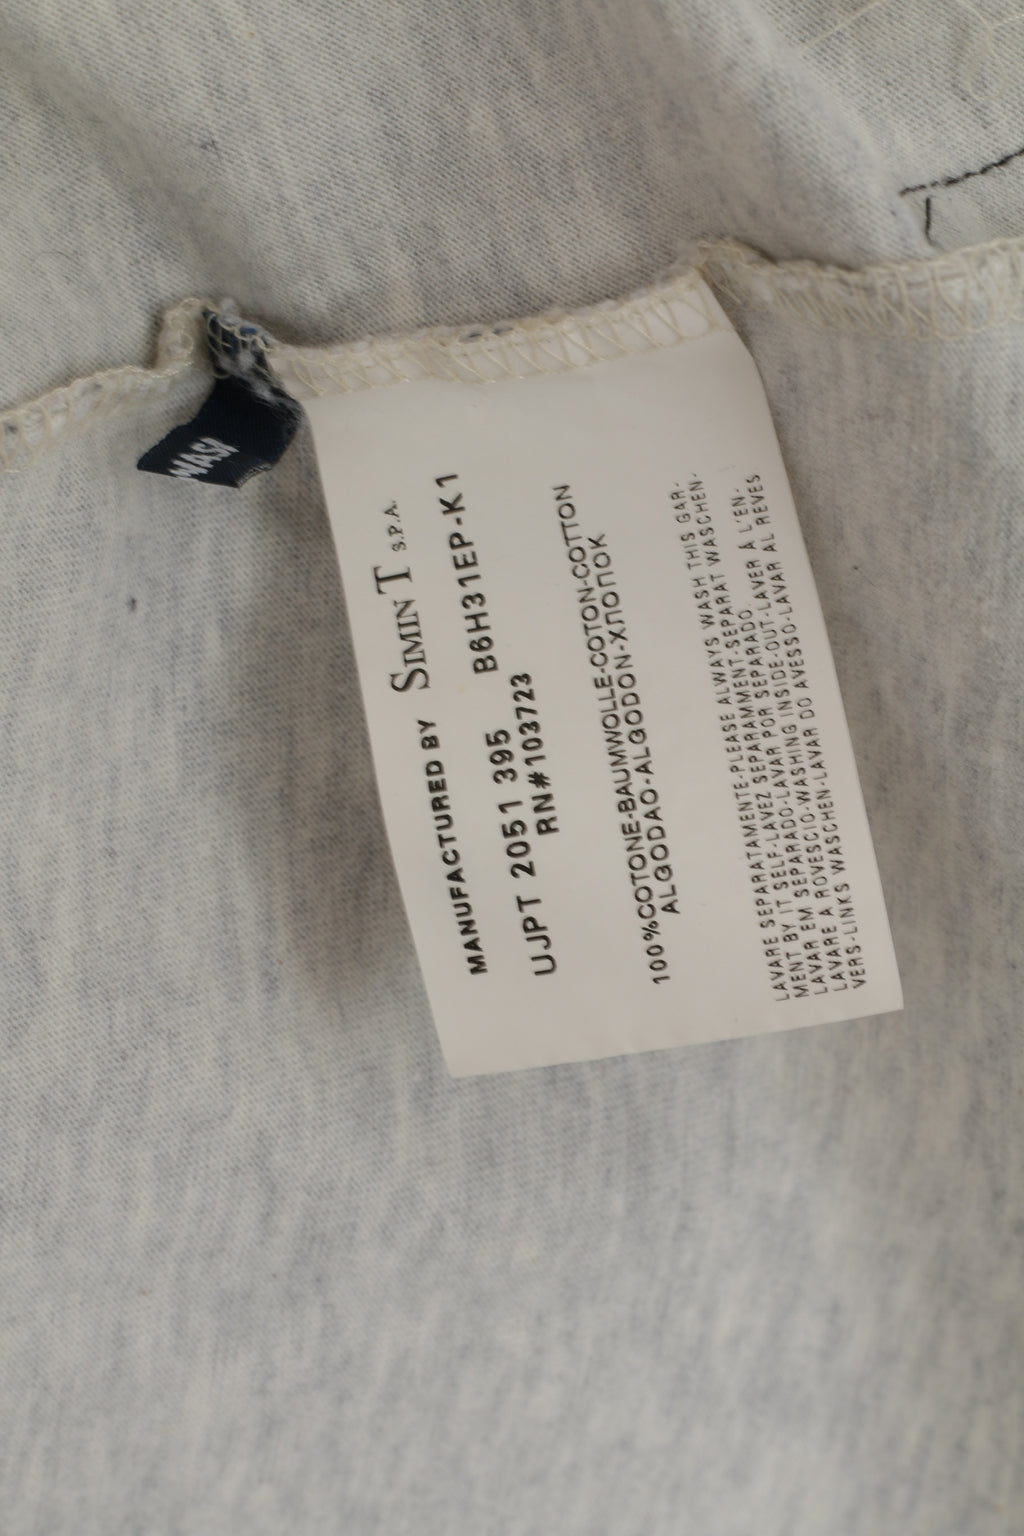 MANUFACTURED BY SIMINT S.P.A.
B6H31EP-K1
UJPT 2051 395
RN#103723
100%COTONE-BAUMWOLLE-COTON-COTTON
ALGODAO-ALGODON-ХЛОПОК
LAVARE SEPARATAMENTE-PLEASE ALWAYS WASH THIS GAR-
MENT BY IT SELF-LAVEZ SEPARAMMENT-SEPARAT WASCHEN-
LAVAR EM SEPARADO-LAVAR POR SEPARADO.
LAVARE A ROVESCIO-WASHING INSIDE-OUT-LAVER À L'EN-
VERS-LINKS WASCHEN-LAVAR DO AVESSO-LAVAR AL REVES